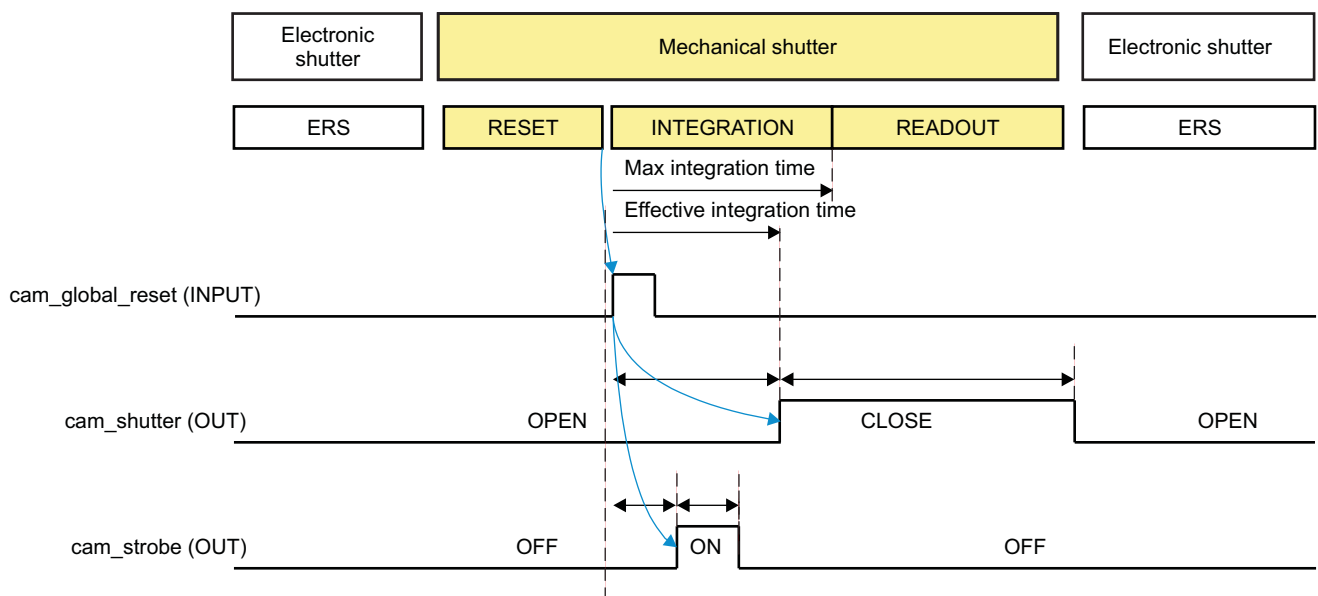 Electronic
shutter
Mechanical shutter
Electronic shutter
ERS
RESET
INTEGRATION
READOUT
ERS
Max integration time
Effective integration time
cam_global_reset (INPUT)
cam_shutter (OUT)
OPEN
CLOSE
OPEN
cam_strobe (OUT)
OFF
ON
OFF